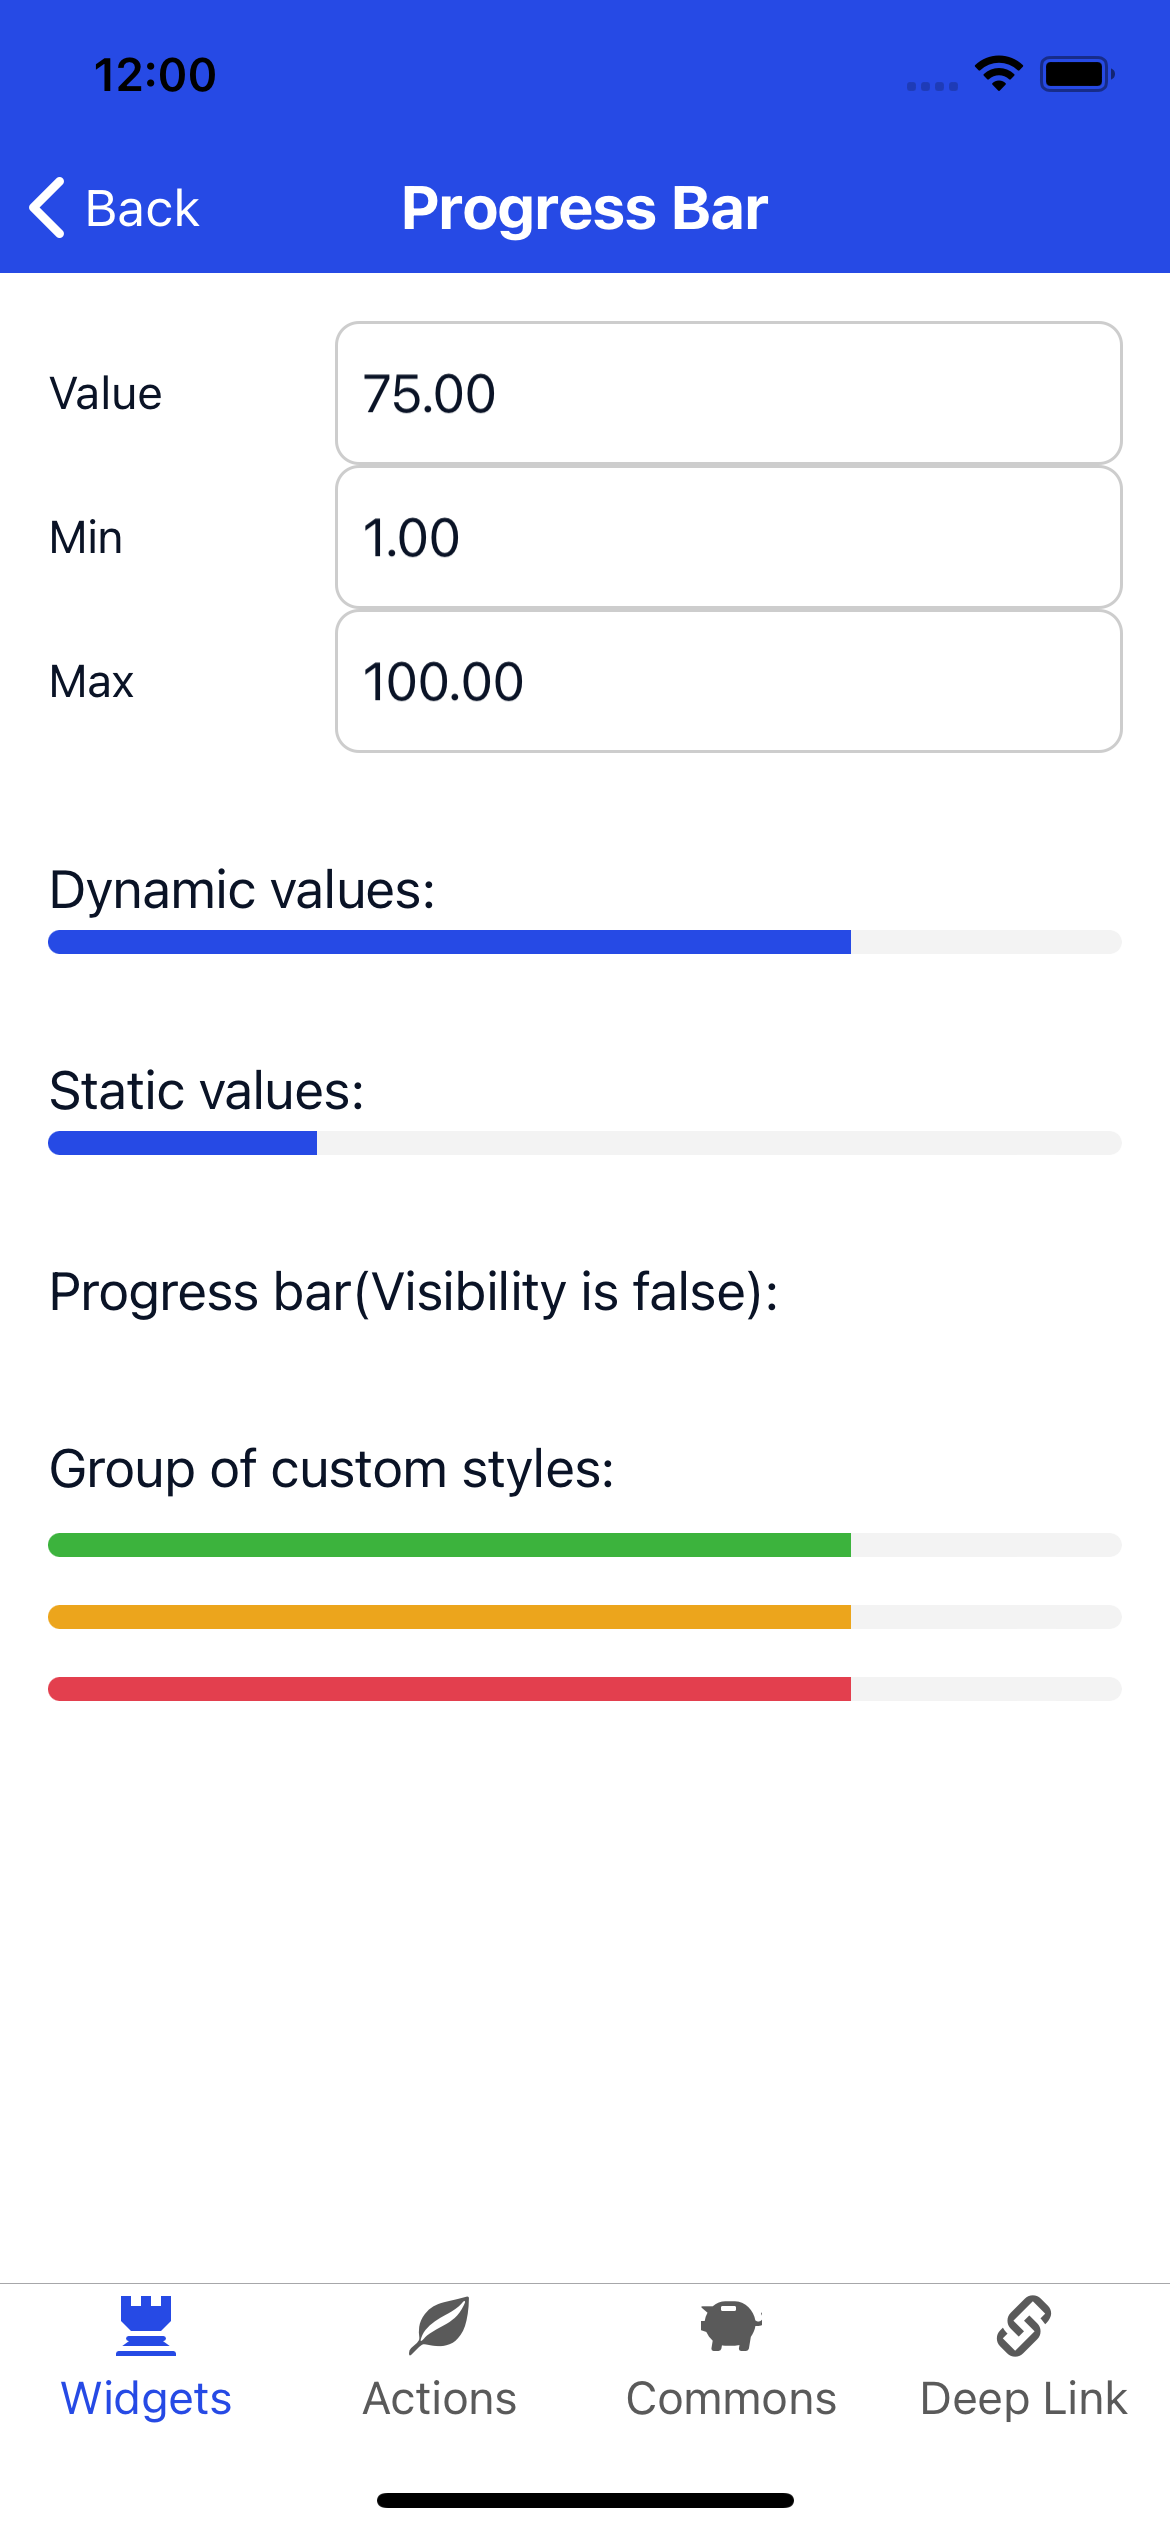 12:00
Back
Progress Bar
Value
75.00
Min
1.00
Max
100.00
Dynamic values:
Static values:
Progress bar(Visibility is false):
Group of custom styles:
Widgets
Actions
Commons
Deep Link